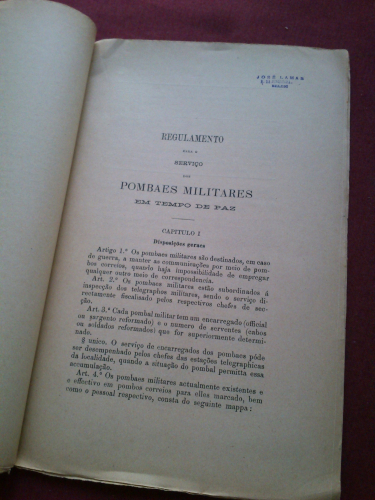 JOSÉ LAMAS
REGULAMENTO
PARA O
SERVIÇO
DOS
POMBAES MILITARES
EM TEMPO DE PAZ
CAPITULO I
Disposições geraes
Artigo 1.º Os pombaes militares são destinados, em caso
de guerra, a manter as communicações por meio de pom-
bos correios, quando haja impossibilidade de empregar
qualquer outro meio de correspondencia.
Art. 2.º Os pombaes militares estão subordinados á
inspecção dos telegraphos militares, sendo o serviço di-
rectamente fiscalisado pelos respectivos chefes de sec-
ção.
Art. 3.º Cada pombal militar tem um encarregado (official
ou sargento reformado) e o numero de serventes (cabos
ou soldados reformados) que for superiormente determi-
nado.
§ unico. O serviço de encarregados dos pombaes póde
ser desempenhado pelos chefes das estações telegraphicas
da localidade, quando a situação do pombal permitta essa
accumulação.
Art. 4.º Os pombaes militares actualmente existentes e
o effectivo em pombos correios para elles marcado, bem
como o pessoal respectivo, consta do seguinte mappa: